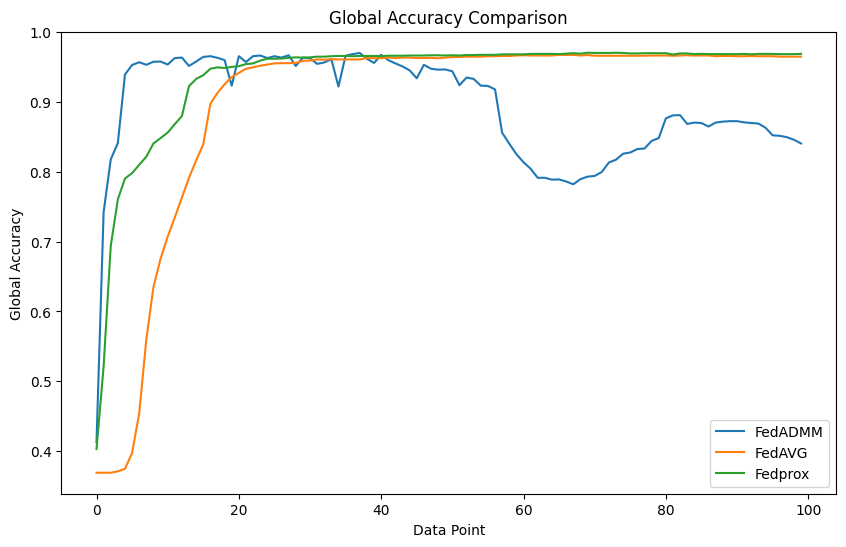 Global Accuracy Comparison
Global Accuracy
1.0
0.9
0.8
0.7
0.6
0.5
0.4
0
20
40
60
80
100
Data Point
FedADMM
FedAVG
Fedprox